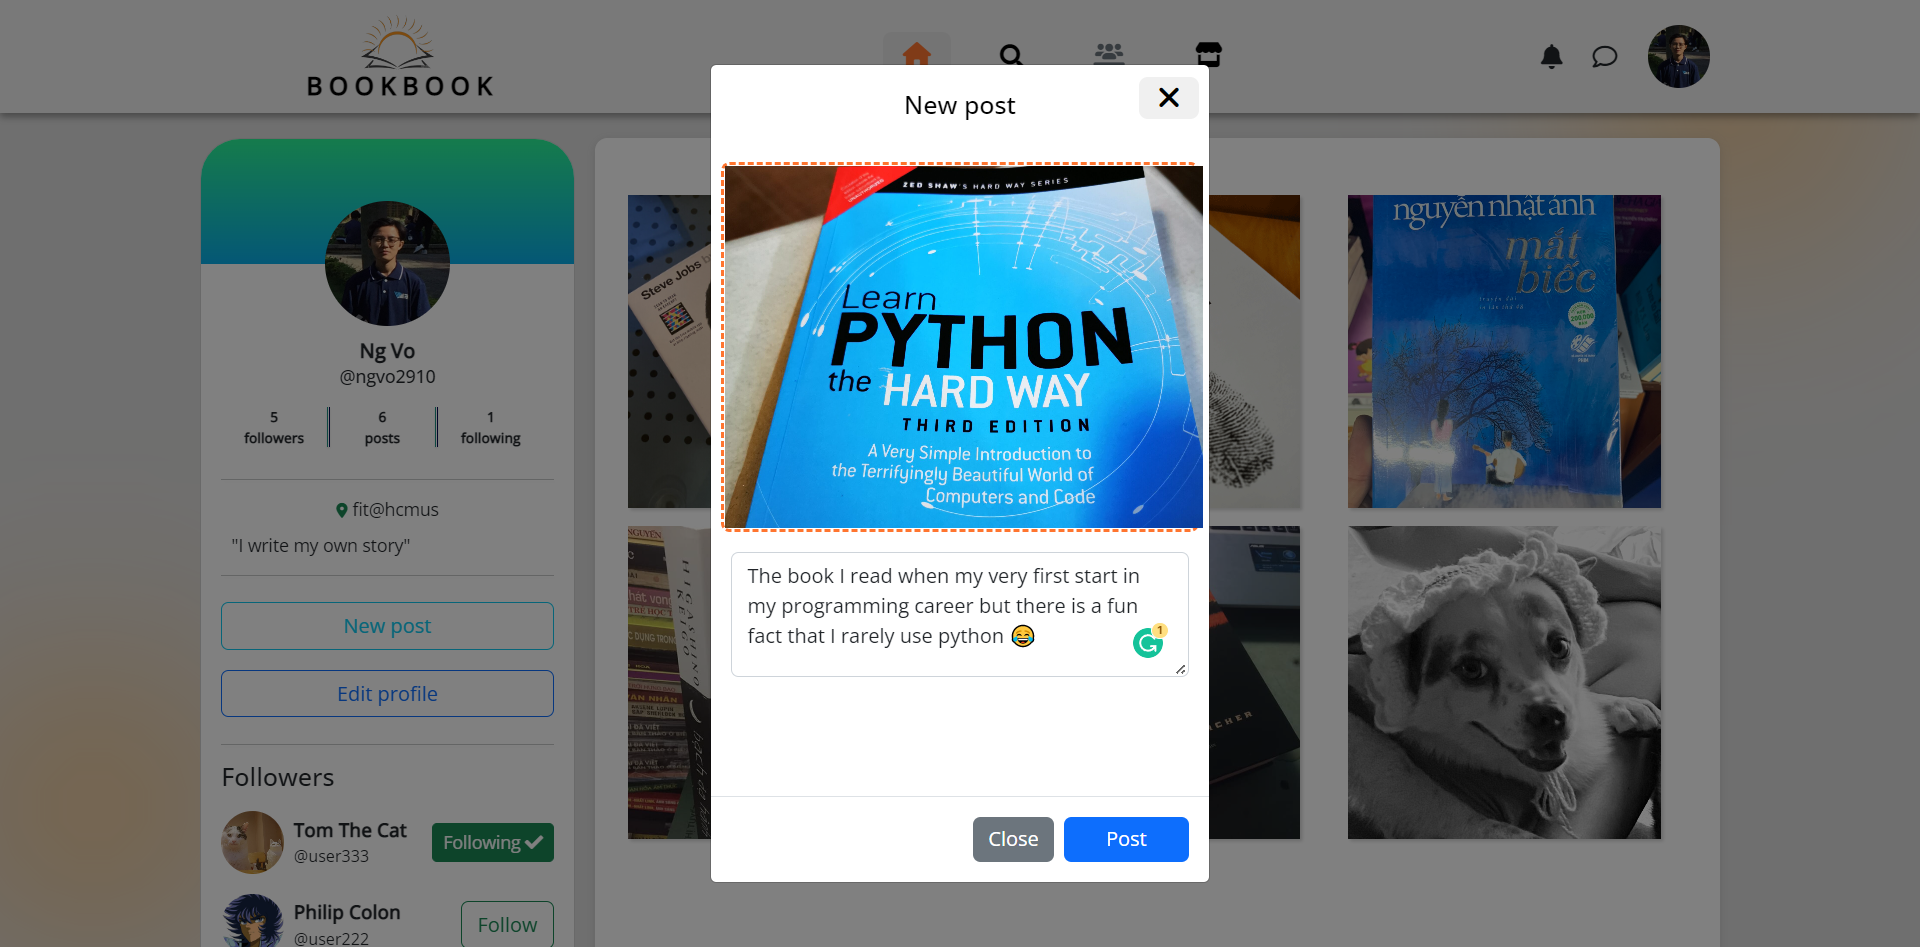 BOOKBOOK
New post
ZED SHAW'S HARD WAY SERIES
Learn
PYTHON
the HARD WAY
THIRD EDITION
A Very Simple Introduction to
the Terrifyingly Beautiful World of
Computers and Code
The book I read when my very first start in
my programming career but there is a fun
fact that I rarely use python 😂
1
Close
Post
Ng Vo
@ngvo2910
5
followers
6
posts
1
following
fit@hcmus
"I write my own story"
New post
Edit profile
Followers
Tom The Cat
@user333
Following
Philip Colon
@user222
Follow
Steve Jobs
nguyễn nhật ánh
mắt
biếc
HIGASHINO
KEIGO